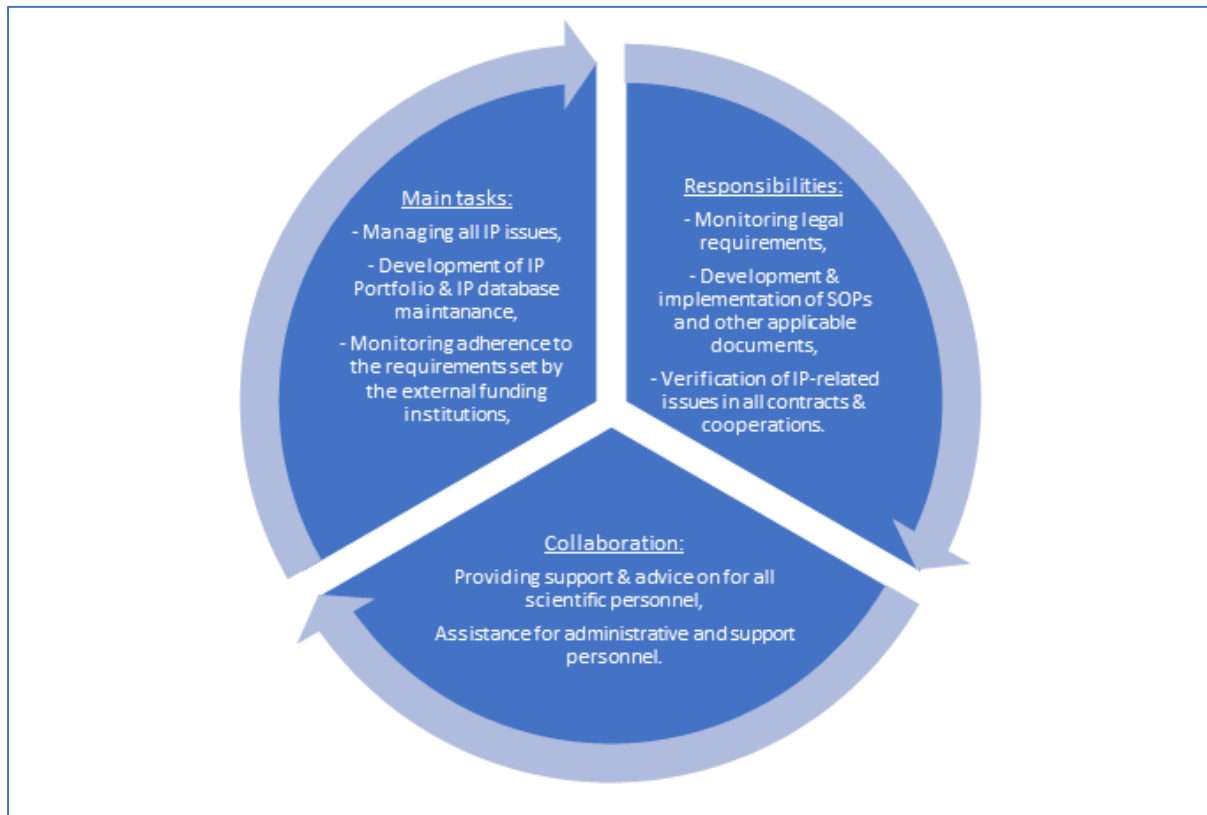 Main tasks:
- Managing all IP issues,
- Development of IP
Portfolio & IP database
maintanance,
- Monitoring adherence to
the requirements set by
the external funding
institutions,
Responsibilities:
- Monitoring legal
requirements,
- Development &
implementation of SOPs
and other applicable
documents,
- Verification of IP-related
issues in all contracts &
cooperations.
Collaboration:
Providing support & advice on for all
scientific personnel,
Assistance for administrative and support
personnel.